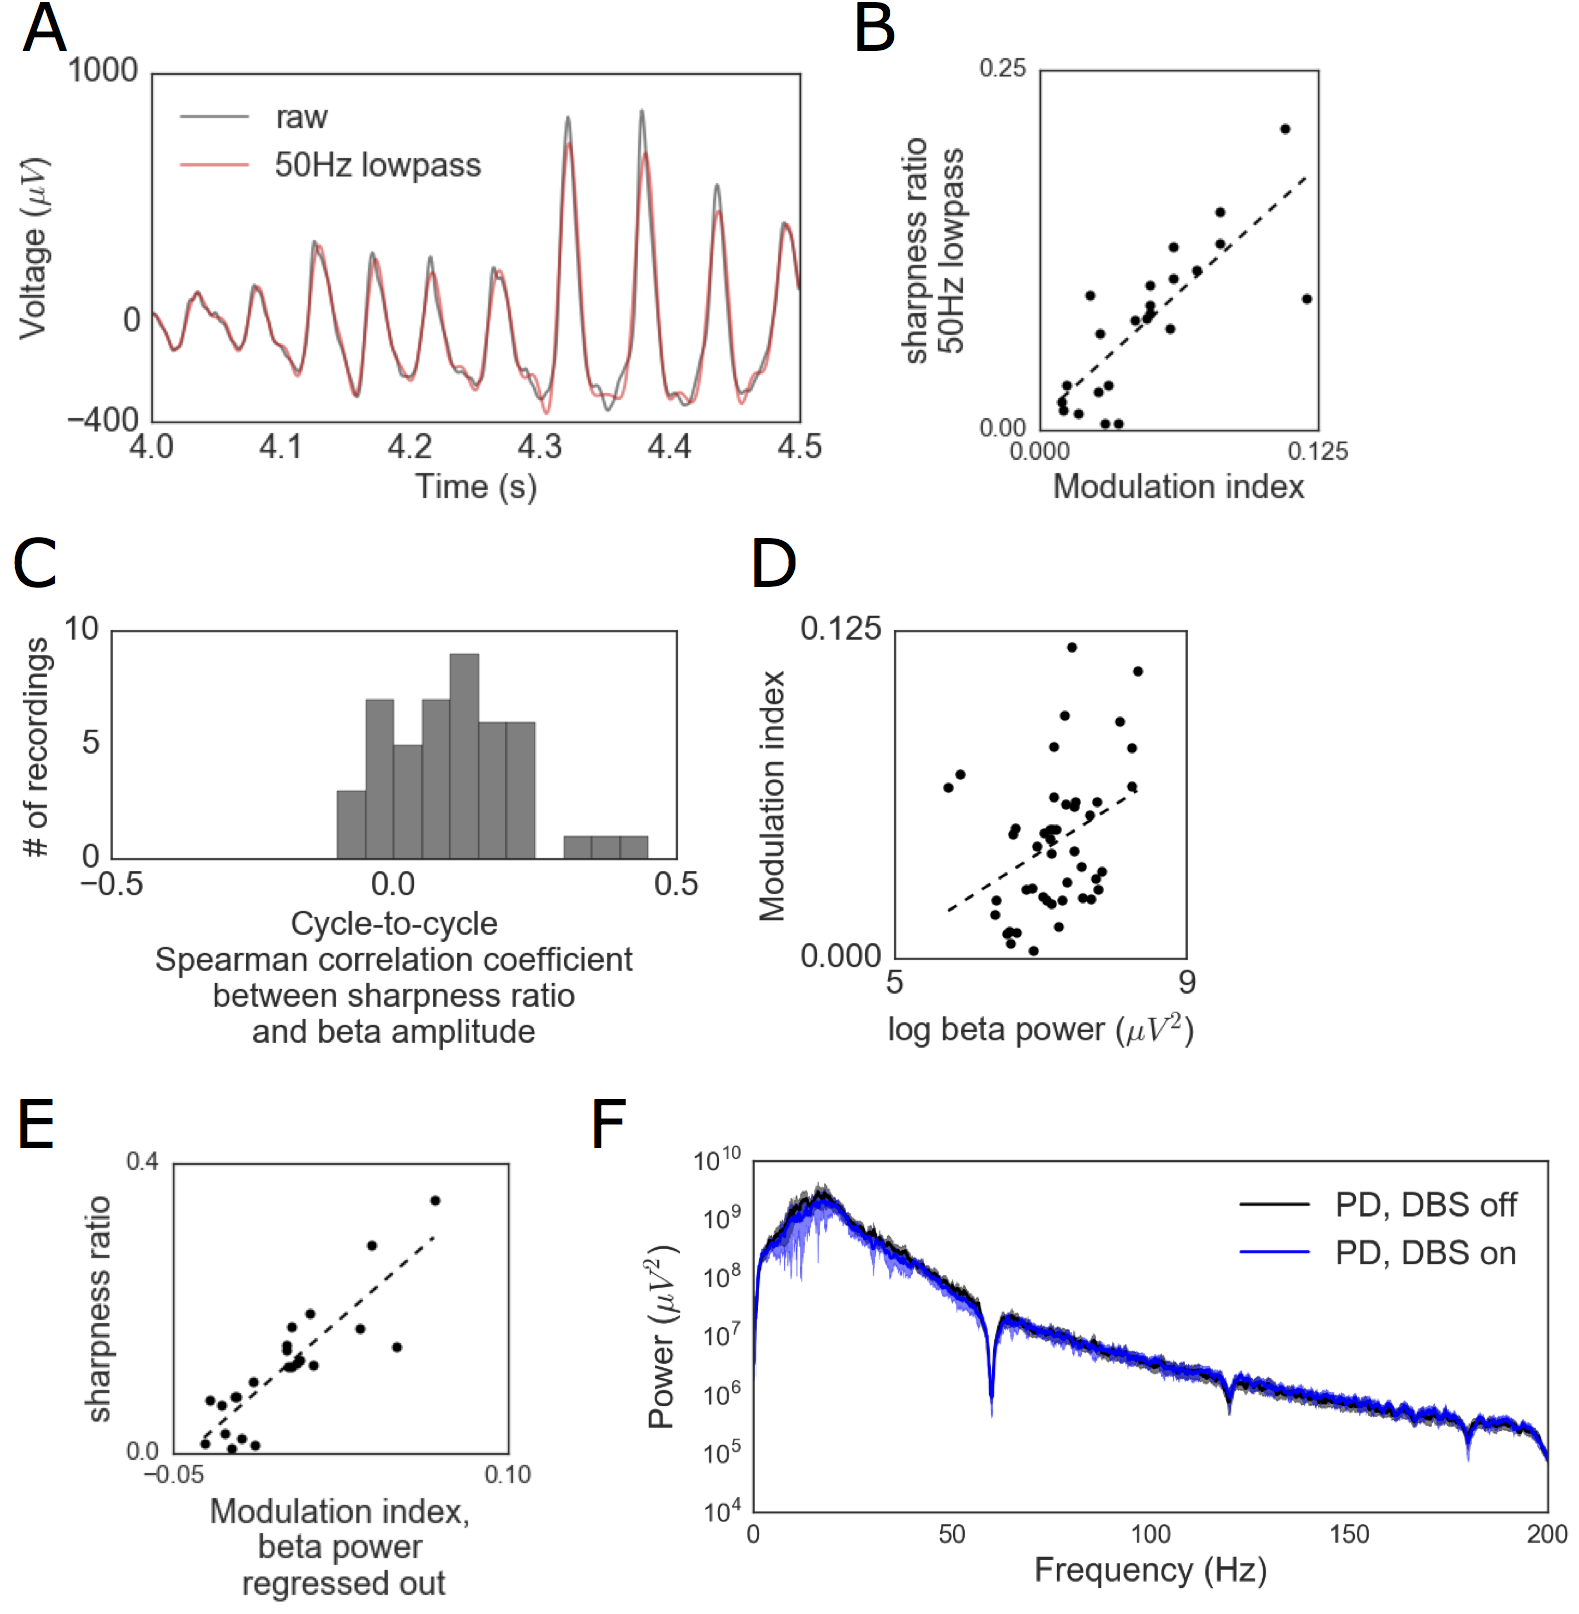 A
1000
0
−400
Voltage (μV)
raw
50Hz lowpass
4.0 4.1 4.2 4.3 4.4 4.5
Time (s)
B
0.25
0.00
sharpness ratio
50Hz lowpass
0.000 0.125
Modulation index
C
10
5
0
# of recordings
−0.5 0.0 0.5
Cycle-to-cycle
Spearman correlation coefficient
between sharpness ratio
and beta amplitude
D
0.125
0.000
Modulation index
5 9
log beta power (μV²)
E
0.4
0.0
sharpness ratio
−0.05 0.10
Modulation index,
beta power
regressed out
F
10¹⁰
10⁹
10⁸
10⁷
10⁶
10⁵
10⁴
Power (μV²)
PD, DBS off
PD, DBS on
0 50 100 150 200
Frequency (Hz)